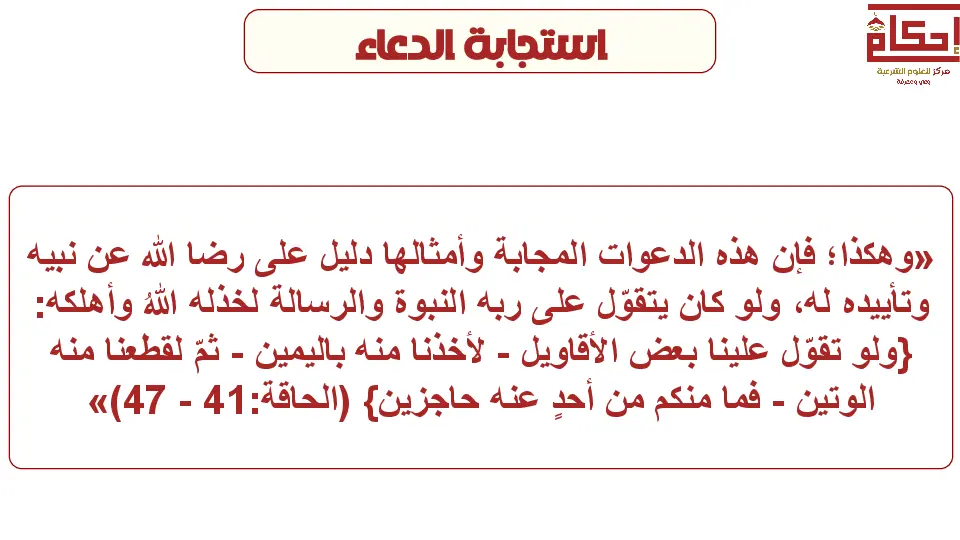 استجابة الدعاء
إحكام
مركز للعلوم الشرعية
وعي ومعرفة
«وهكذا؛ فإن هذه الدعوات المجابة وأمثالها دليل على رضا الله عن نبيه
وتأييده له، ولو كان يتقوّل على ربه النبوة والرسالة لخذله اللهُ وأهلكه:
{ولو تقوّل علينا بعض الأقاويل - لأخذنا منه باليمين - ثمّ لقطعنا منه
الوتين - فما منكم من أحدٍ عنه حاجزين} (الحاقة:41 - 47)»